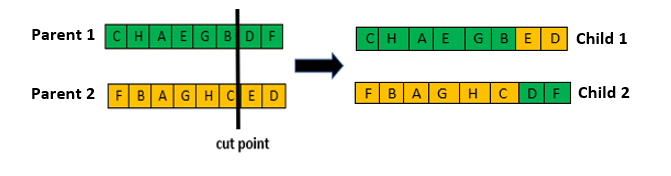 Parent 1 C H A E G B D F
C H A E G B E D Child 1
Parent 2 F B A G H C E D
F B A G H C D F Child 2
cut point